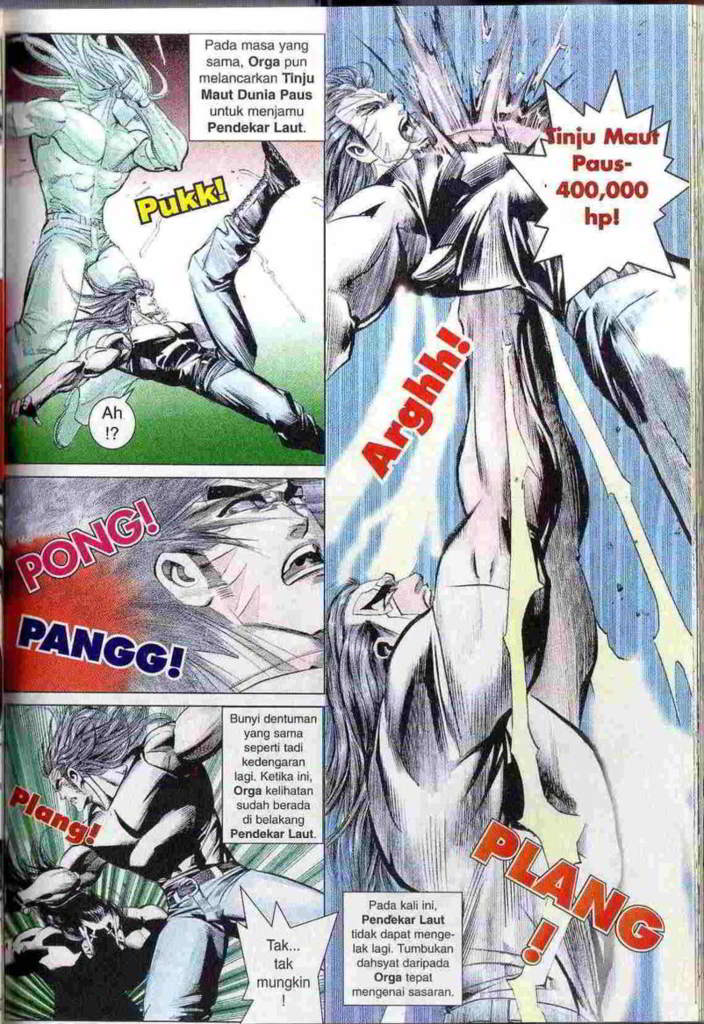 Pada masa yang
sama, Orga pun
melancarkan Tinju
Maut Dunia Paus
untuk menjamu
Pendekar Laut.
Pukk!
Ah
!?
PONG!
PANGG!
Bunyi dentuman
yang sama
seperti tadi
kedengaran
lagi. Ketika ini,
Orga kelihatan
sudah berada
di belakang
Pendekar Laut.
Plang!
Tak...
tak
mungkin
!
Tinju Maut
Paus-
400,000
hp!
Arghh!
PLANG
!
Pada kali ini,
Pendekar Laut
tidak dapat menge-
lak lagi. Tumbukan
dahsyat daripada
Orga tepat
mengenai sasaran.